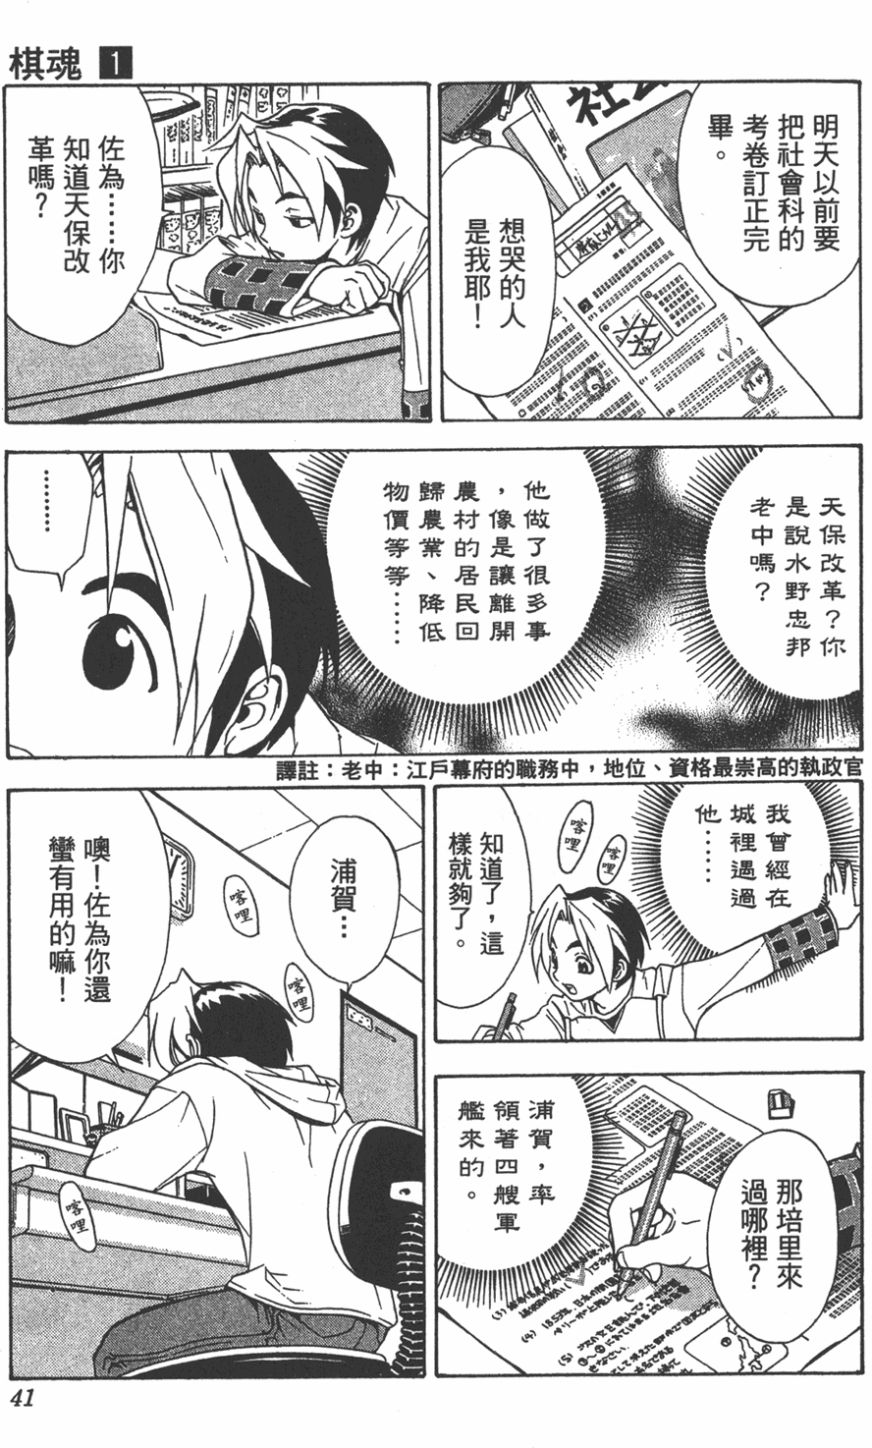 棋魂 1
明天以前要
把社會科的
考卷訂正完
畢。
社
想哭的人
是我耶！
佐為……你
知道天保改
革嗎？
天保改革？你
是說水野忠邦
老中嗎？
他做了很多事
，像是讓離開
農村的居民回
歸農業、降低
物價等等……
……
譯註：老中：江戶幕府的職務中，地位、資格最崇高的執政官
我曾經在
城裡遇過
他……
知道了，這
樣就夠了。
喀哩
喀哩
那培里來
過哪裡？
浦賀，率
領著四艘軍
艦來的。
浦賀…
喀哩
喀哩
喀哩
噢！佐為你還
蠻有用的嘛！
41